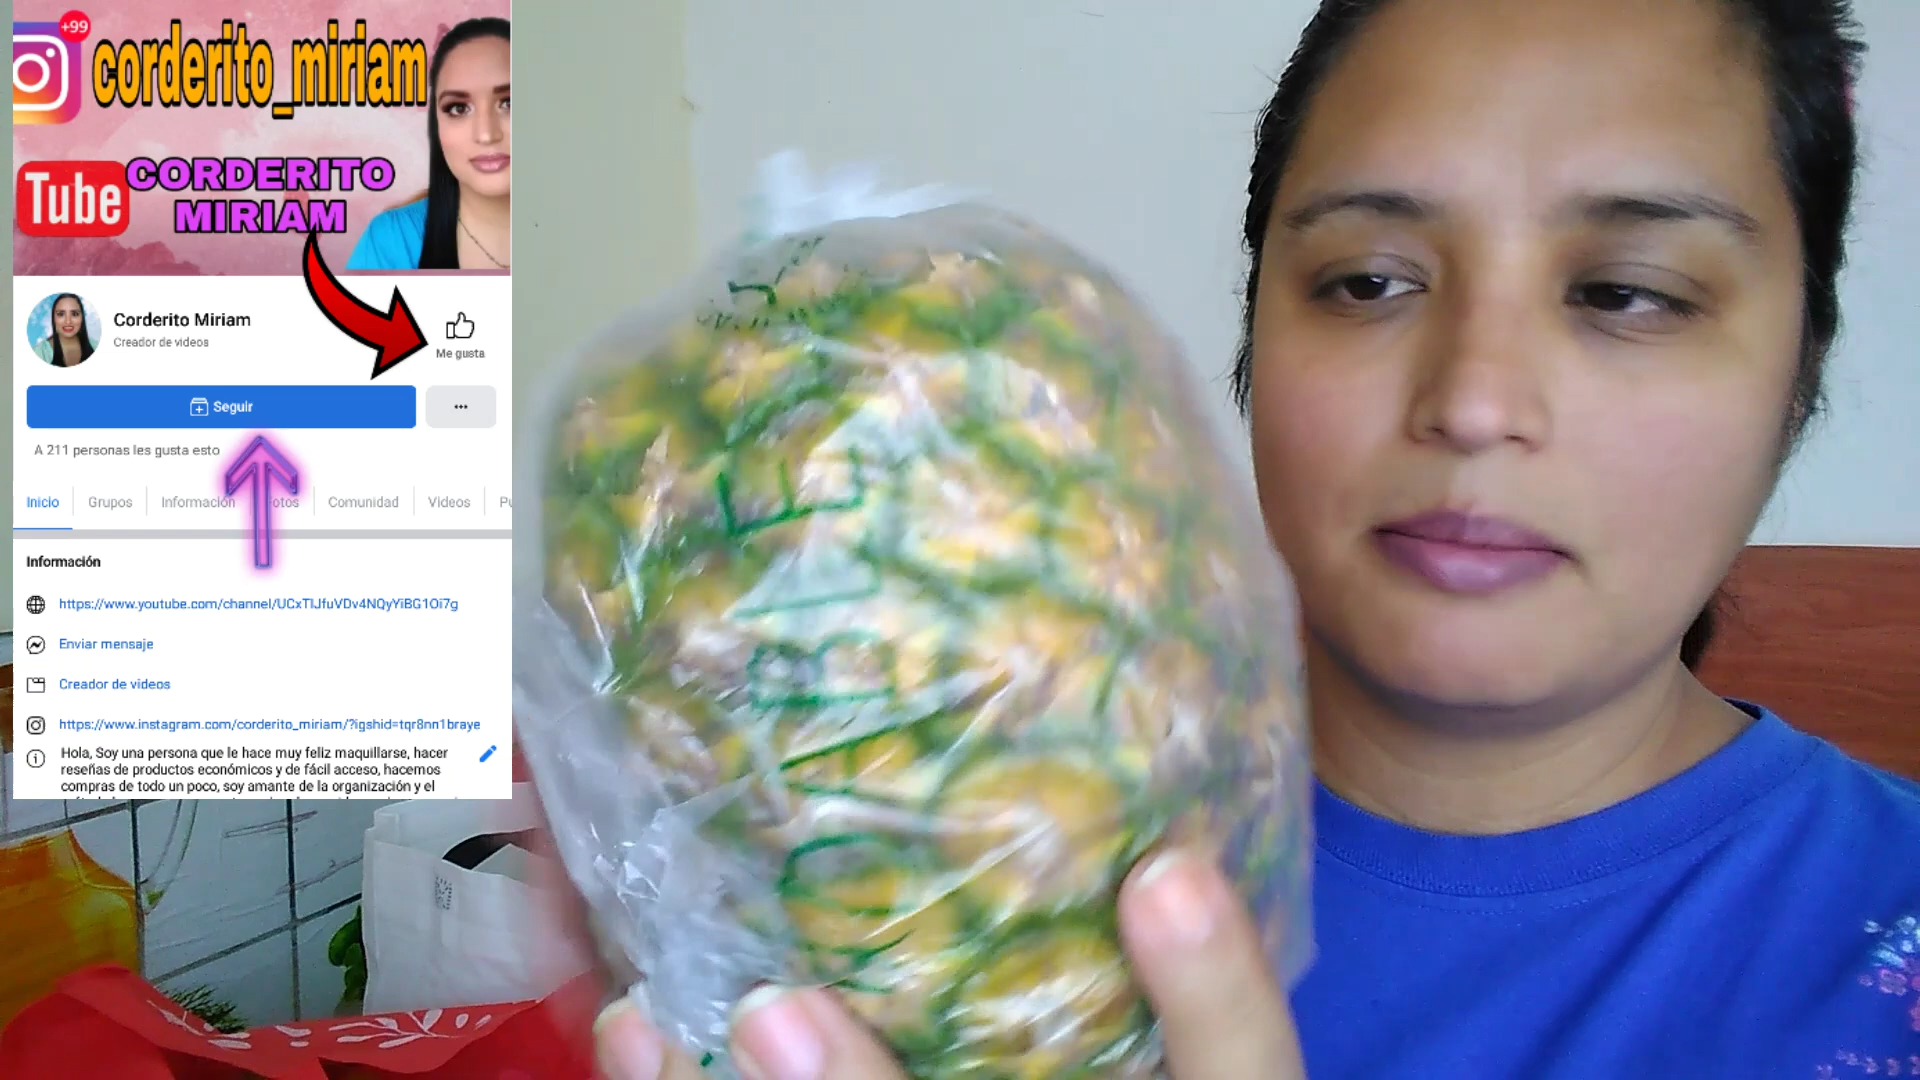 +99
corderito_miriam
Tube
CORDERITO
MIRIAM
Corderito Miriam
Creador de videos
Me gusta
Seguir
A 211 personas les gusta esto
Inicio
Grupos
Información
Comunidad
Videos
Información
https://www.youtube.com/channel/UCxTlJfuVDv4NQyYiBG1Oi7g
Enviar mensaje
Creador de videos
https://www.instagram.com/corderito_miriam/?igshid=tqr8nn1braye
Hola, Soy una persona que le hace muy feliz maquillarse, hacer
reseñas de productos económicos y de fácil acceso, hacemos
compras de todo un poco, soy amante de la organización y el